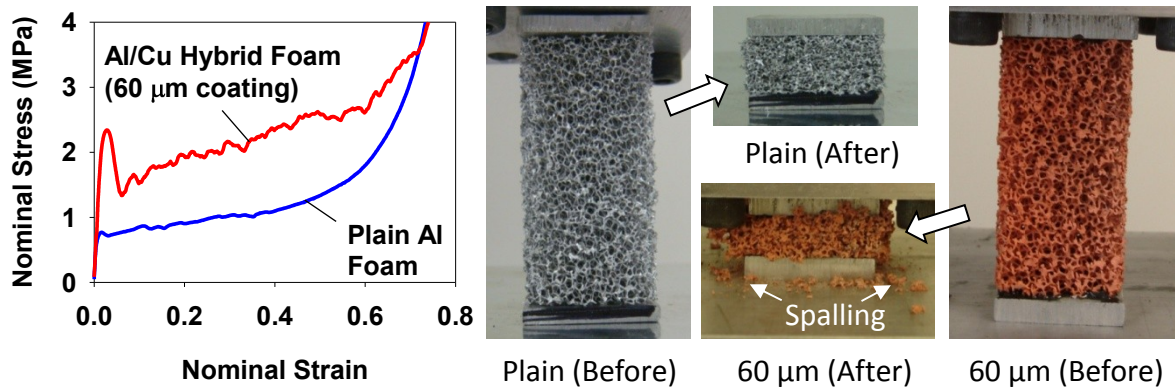 Nominal Stress (MPa)
4
3
2
1
0
0.0 0.2 0.4 0.6 0.8
Nominal Strain
Al/Cu Hybrid Foam
(60 μm coating)
Plain Al
Foam
Plain (Before)
Plain (After)
Spalling
60 μm (After)
60 μm (Before)